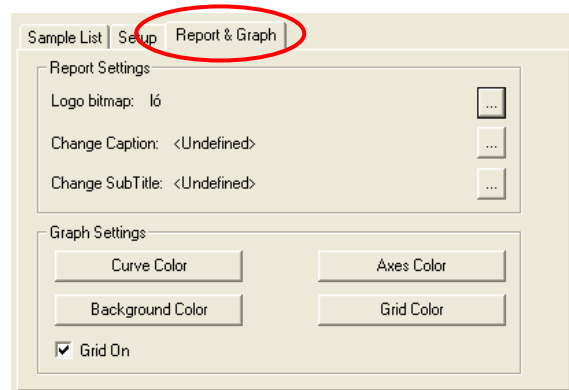 Sample List Setup Report & Graph
Report Settings
Logo bitmap: ló
...
Change Caption: <Undefined>
...
Change SubTitle: <Undefined>
...
Graph Settings
Curve Color Axes Color
Background Color Grid Color
Grid On